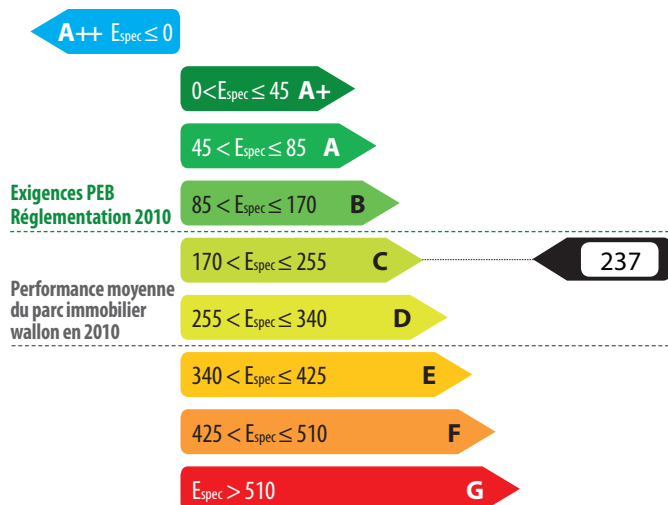 A++ Espec ≤ 0
0<Espec ≤ 45 A+
45 < Espec ≤ 85 A
Exigences PEB
Réglementation 2010
85 < Espec ≤ 170 B
170 < Espec ≤ 255 C
237
Performance moyenne
du parc immobilier
wallon en 2010
255 < Espec ≤ 340 D
340 < Espec ≤ 425 E
425 < Espec ≤ 510 F
Espec > 510 G